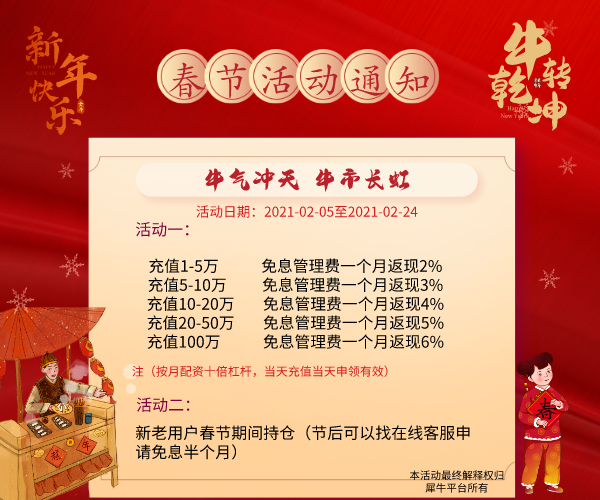 新年快乐
HAPPY
NEW YEAR
春节活动通知
牛转乾坤
Happy
New Year
牛气冲天 牛市长虹
活动日期：2021-02-05至2021-02-24
活动一：
充值1-5万 免息管理费一个月返现2%
充值5-10万 免息管理费一个月返现3%
充值10-20万 免息管理费一个月返现4%
充值20-50万 免息管理费一个月返现5%
充值100万 免息管理费一个月返现6%
注（按月配资十倍杠杆，当天充值当天申领有效）
活动二：
新老用户春节期间持仓（节后可以找在线客服申
请免息半个月）
春
本活动最终解释权归
犀牛平台所有